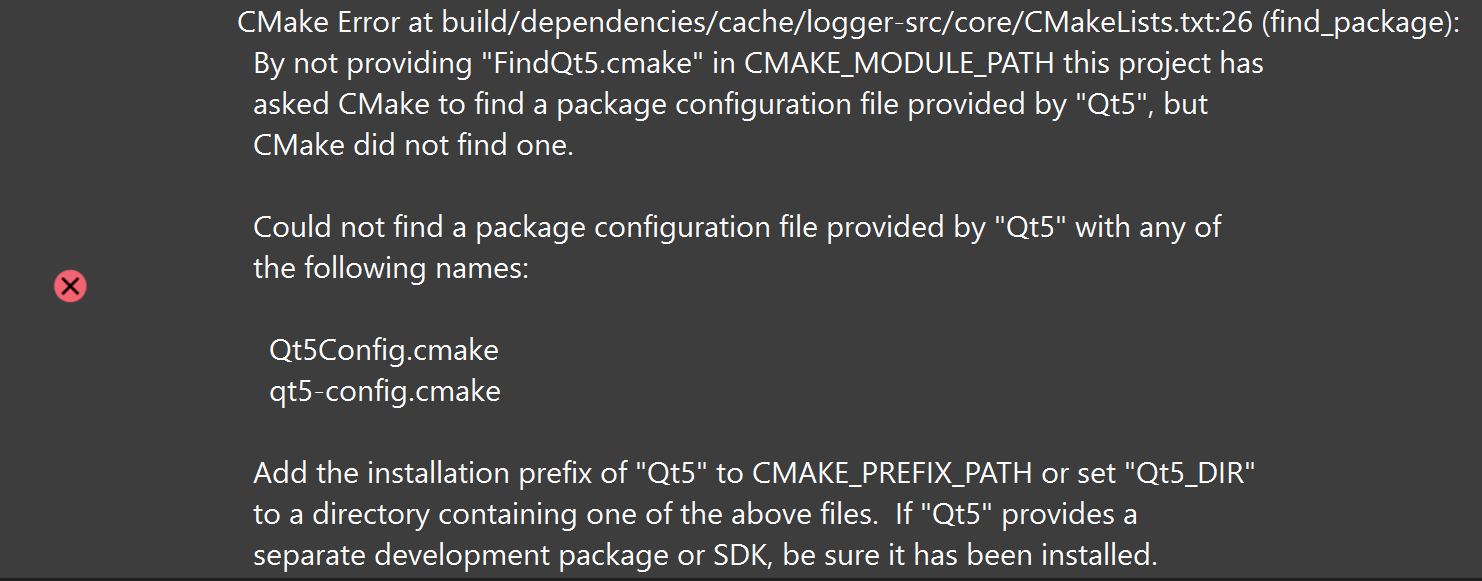 CMake Error at build/dependencies/cache/logger-src/core/CMakeLists.txt:26 (find_package):
By not providing "FindQt5.cmake" in CMAKE_MODULE_PATH this project has
asked CMake to find a package configuration file provided by "Qt5", but
CMake did not find one.
Could not find a package configuration file provided by "Qt5" with any of
the following names:
Qt5Config.cmake
qt5-config.cmake
Add the installation prefix of "Qt5" to CMAKE_PREFIX_PATH or set "Qt5_DIR"
to a directory containing one of the above files.  If "Qt5" provides a
separate development package or SDK, be sure it has been installed.